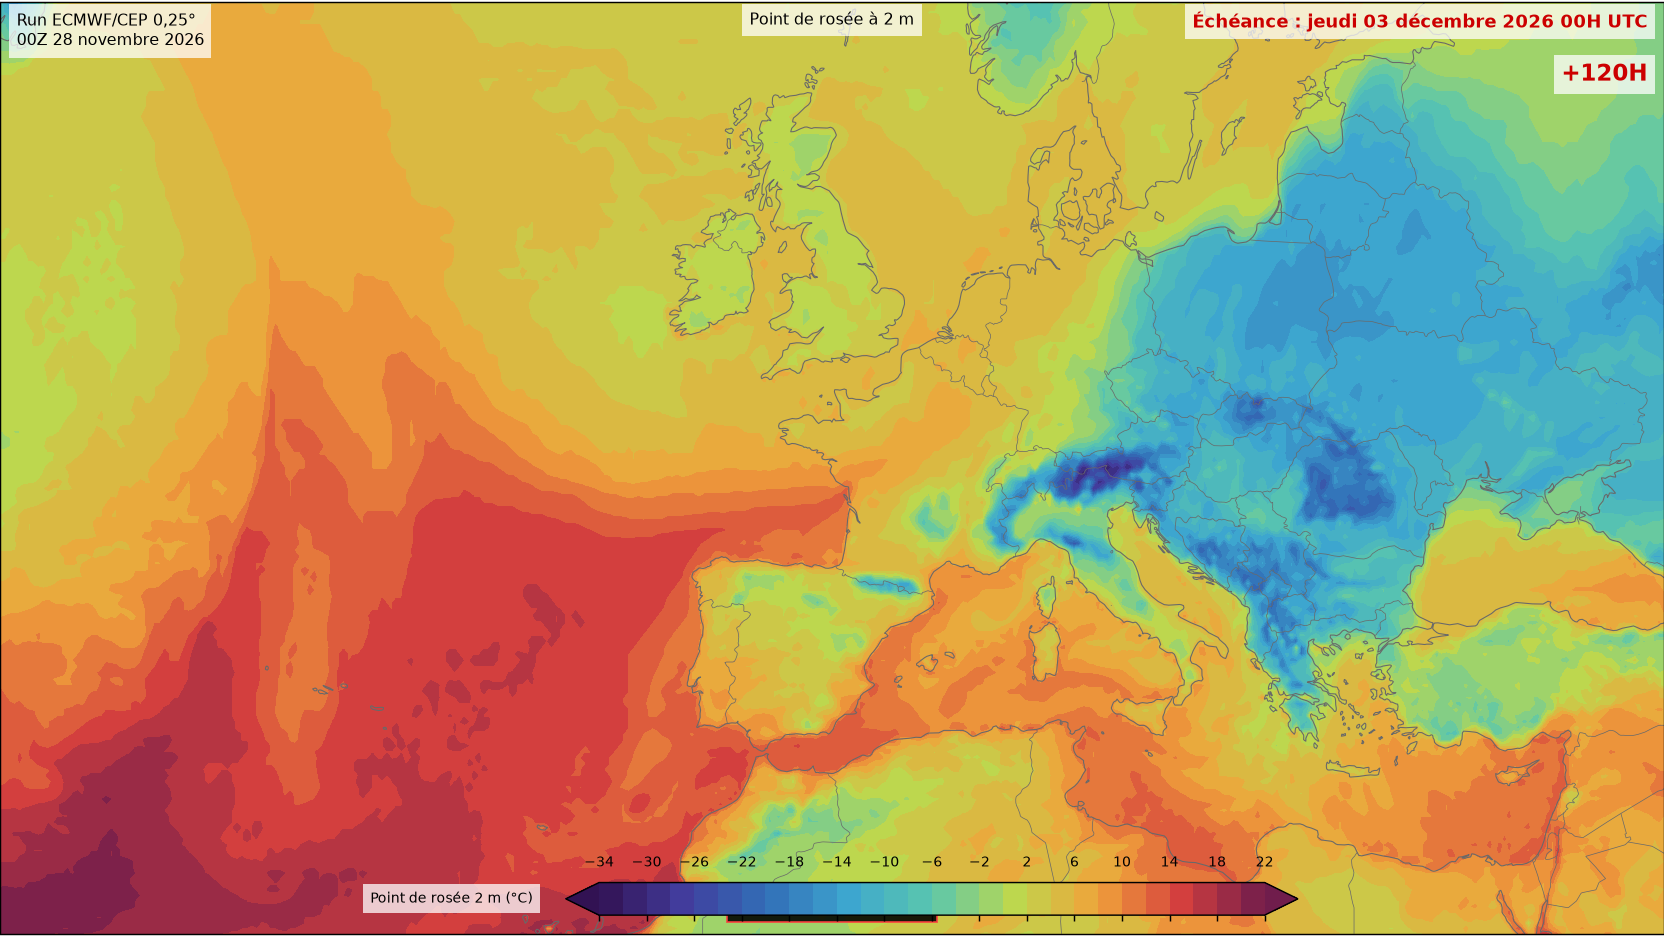 Run ECMWF/CEP 0,25°
00Z 28 novembre 2026
Point de rosée à 2 m
Échéance : jeudi 03 décembre 2026 00H UTC
+120H
−34 −30 −26 −22 −18 −14 −10 −6 −2 2 6 10 14 18 22
Point de rosée 2 m (°C)